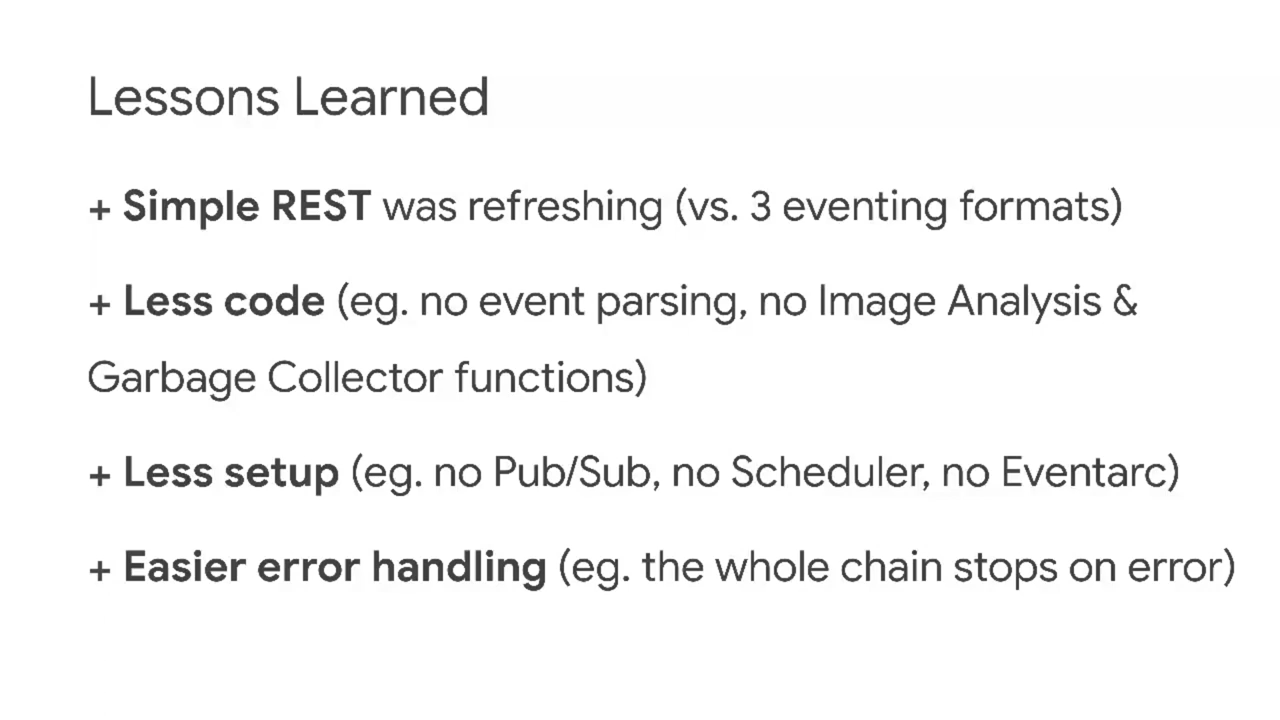 Lessons Learned
+ Simple REST was refreshing (vs. 3 eventing formats)
+ Less code (eg. no event parsing, no Image Analysis &
Garbage Collector functions)
+ Less setup (eg. no Pub/Sub, no Scheduler, no Eventarc)
+ Easier error handling (eg. the whole chain stops on error)